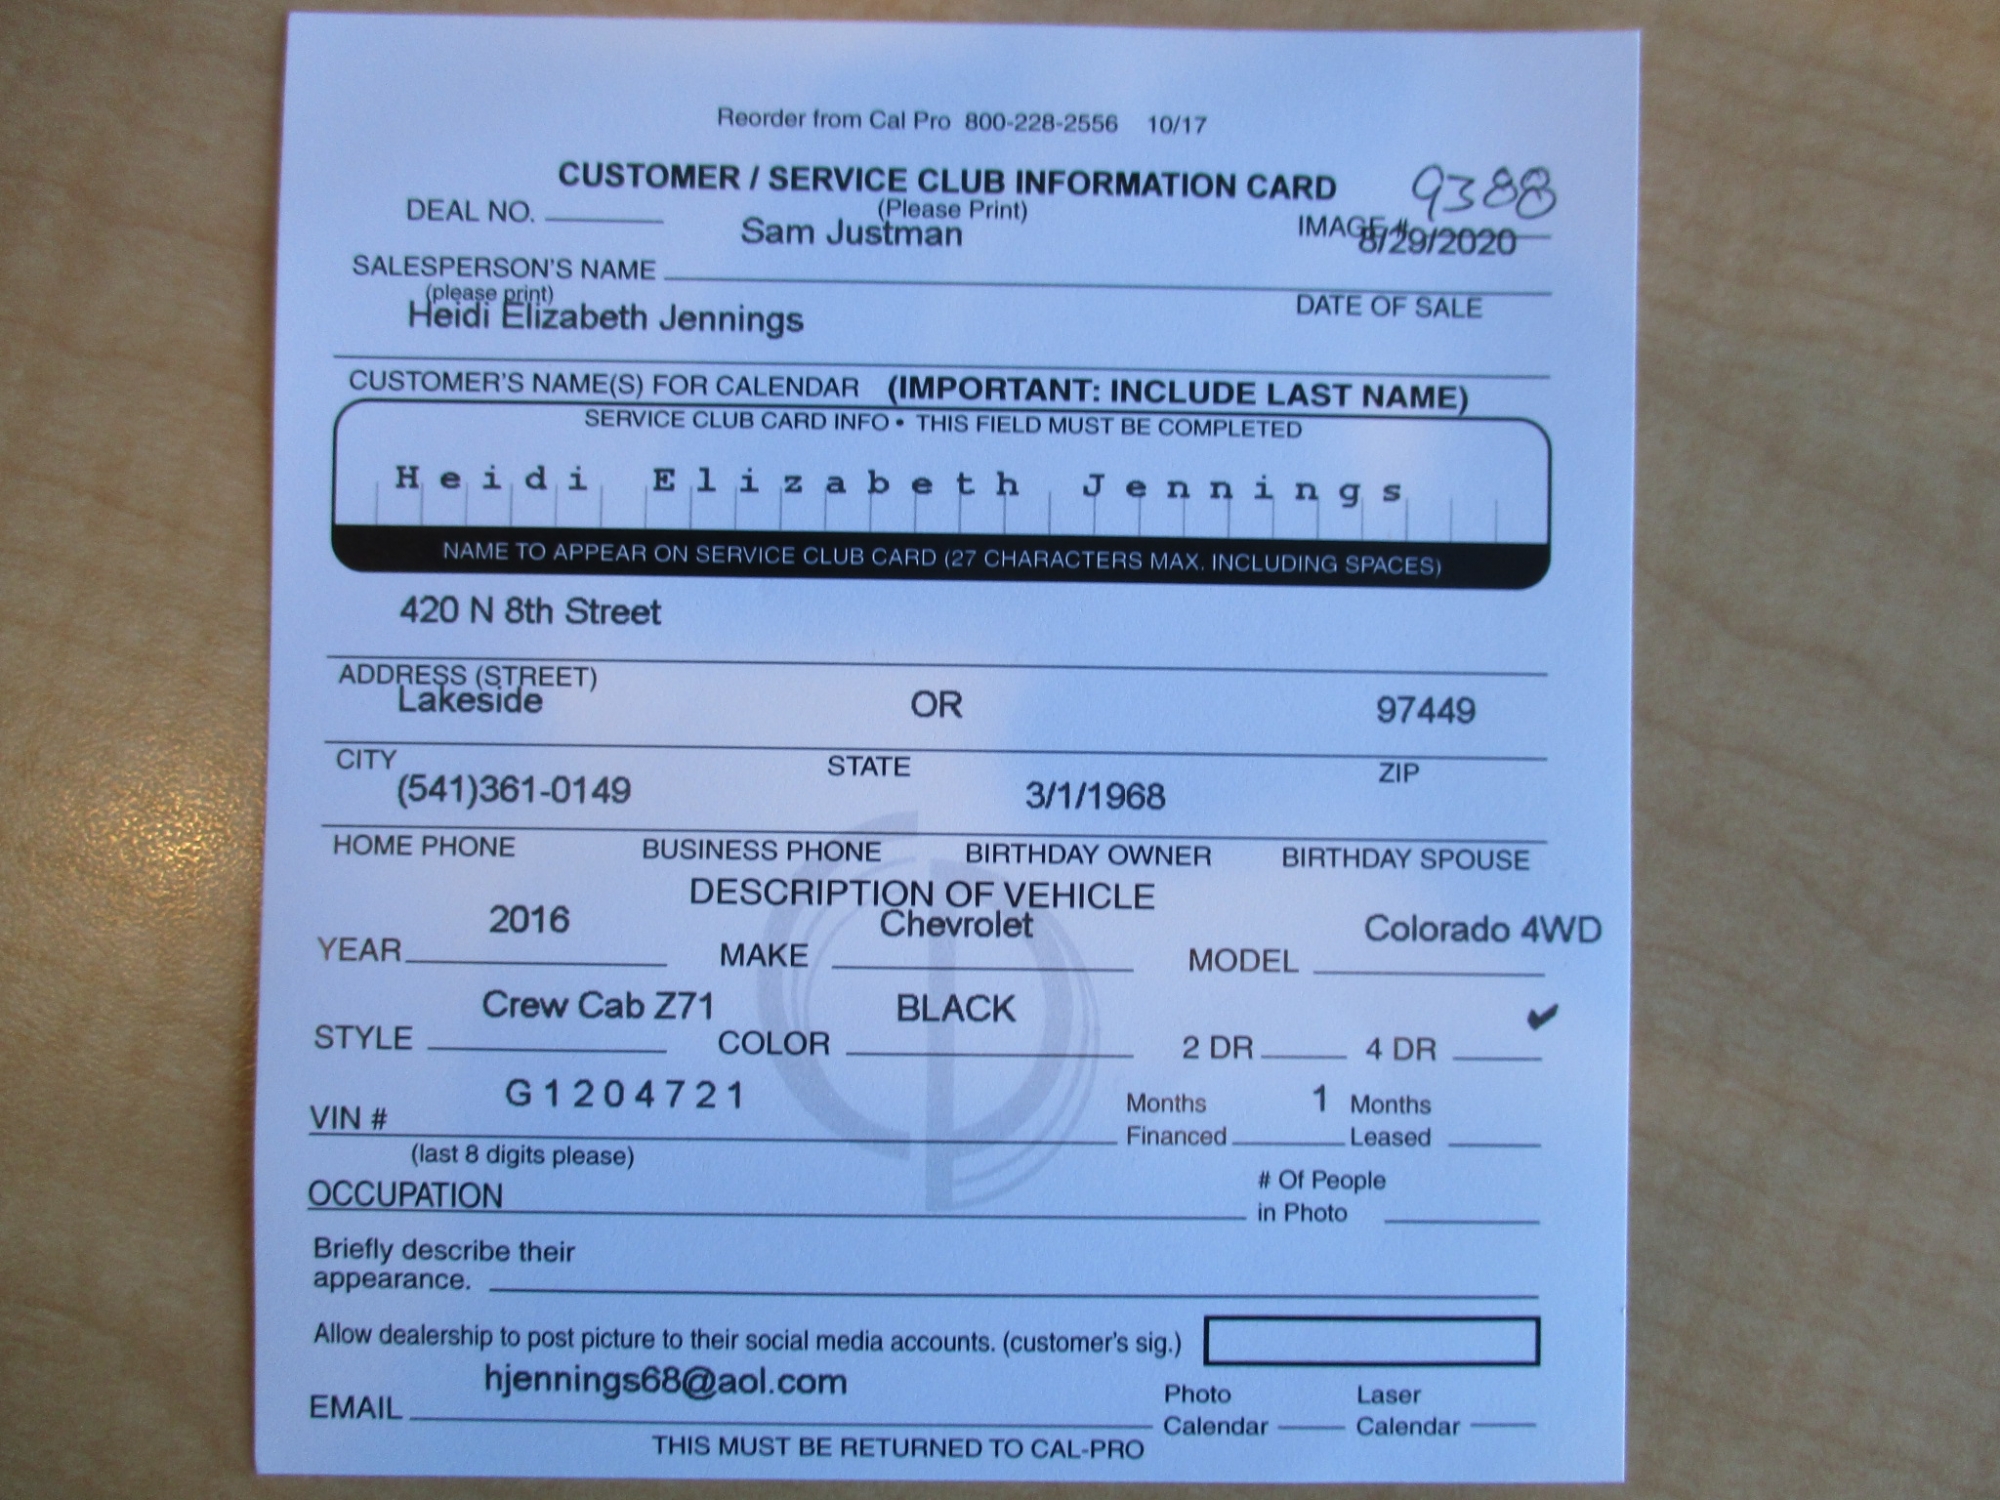 Reorder from Cal Pro 800-228-2556 10/17
CUSTOMER / SERVICE CLUB INFORMATION CARD 9388
DEAL NO. (Please Print) IMAGE #
Sam Justman 8/29/2020
SALESPERSON'S NAME
(please print) DATE OF SALE
Heidi Elizabeth Jennings
CUSTOMER'S NAME(S) FOR CALENDAR (IMPORTANT: INCLUDE LAST NAME)
SERVICE CLUB CARD INFO • THIS FIELD MUST BE COMPLETED
Heidi Elizabeth Jennings
NAME TO APPEAR ON SERVICE CLUB CARD (27 CHARACTERS MAX. INCLUDING SPACES)
420 N 8th Street
ADDRESS (STREET)
Lakeside OR 97449
CITY STATE ZIP
(541)361-0149 3/1/1968
HOME PHONE BUSINESS PHONE BIRTHDAY OWNER BIRTHDAY SPOUSE
DESCRIPTION OF VEHICLE
2016 Chevrolet Colorado 4WD
YEAR MAKE MODEL
Crew Cab Z71 BLACK ✔
STYLE COLOR 2 DR 4 DR
G1204721 Months 1 Months
VIN # Financed Leased
(last 8 digits please)
OCCUPATION # Of People
in Photo
Briefly describe their
appearance.
Allow dealership to post picture to their social media accounts. (customer's sig.)
hjennings68@aol.com Photo Laser
EMAIL Calendar Calendar
THIS MUST BE RETURNED TO CAL-PRO